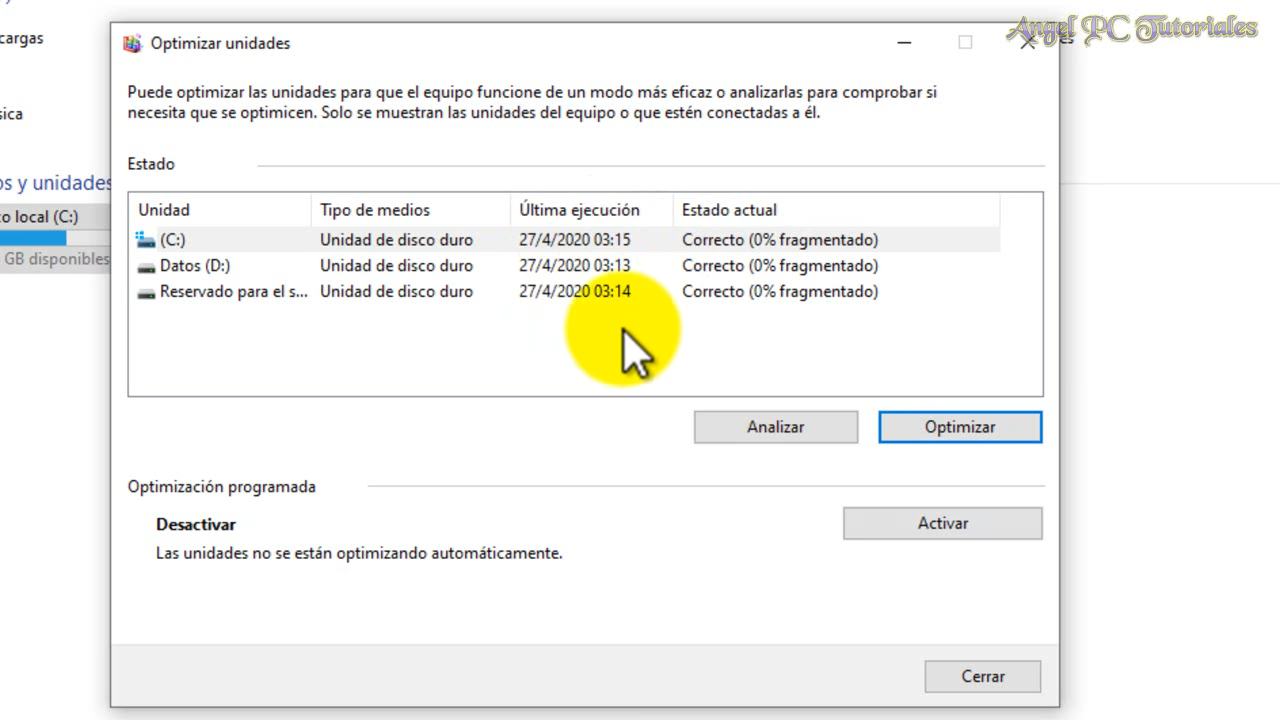 Angel PC Tutoriales
cargas
es
Optimizar unidades
Puede optimizar las unidades para que el equipo funcione de un modo más eficaz o analizarlas para comprobar si
necesita que se optimicen. Solo se muestran las unidades del equipo o que estén conectadas a él.
sica
Estado
os y unidades
Unidad Tipo de medios Última ejecución Estado actual
co local (C:)
(C:) Unidad de disco duro 27/4/2020 03:15 Correcto (0% fragmentado)
GB disponibles
Datos (D:) Unidad de disco duro 27/4/2020 03:13 Correcto (0% fragmentado)
Reservado para el s... Unidad de disco duro 27/4/2020 03:14 Correcto (0% fragmentado)
Analizar Optimizar
Optimización programada
Desactivar
Activar
Las unidades no se están optimizando automáticamente.
Cerrar